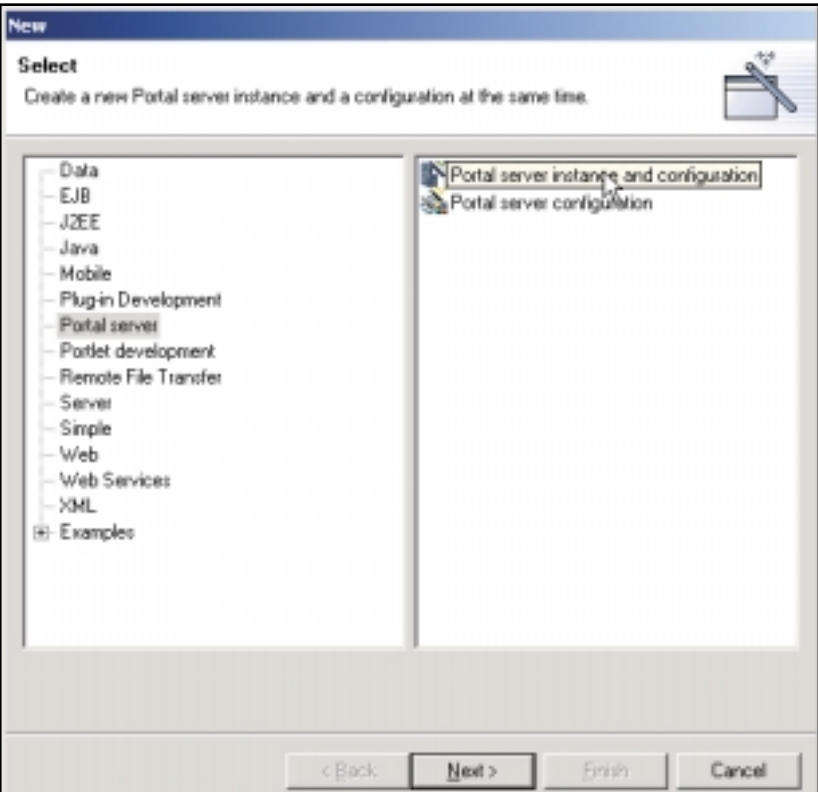 New
Select
Create a new Portal server instance and a configuration at the same time.
Data
EJB
J2EE
Java
Mobile
Plug-in Development
Portal server
Portlet development
Remote File Transfer
Server
Simple
Web
Web Services
XML
Examples
Portal server instance and configuration
Portal server configuration
< Back
Next >
Finish
Cancel